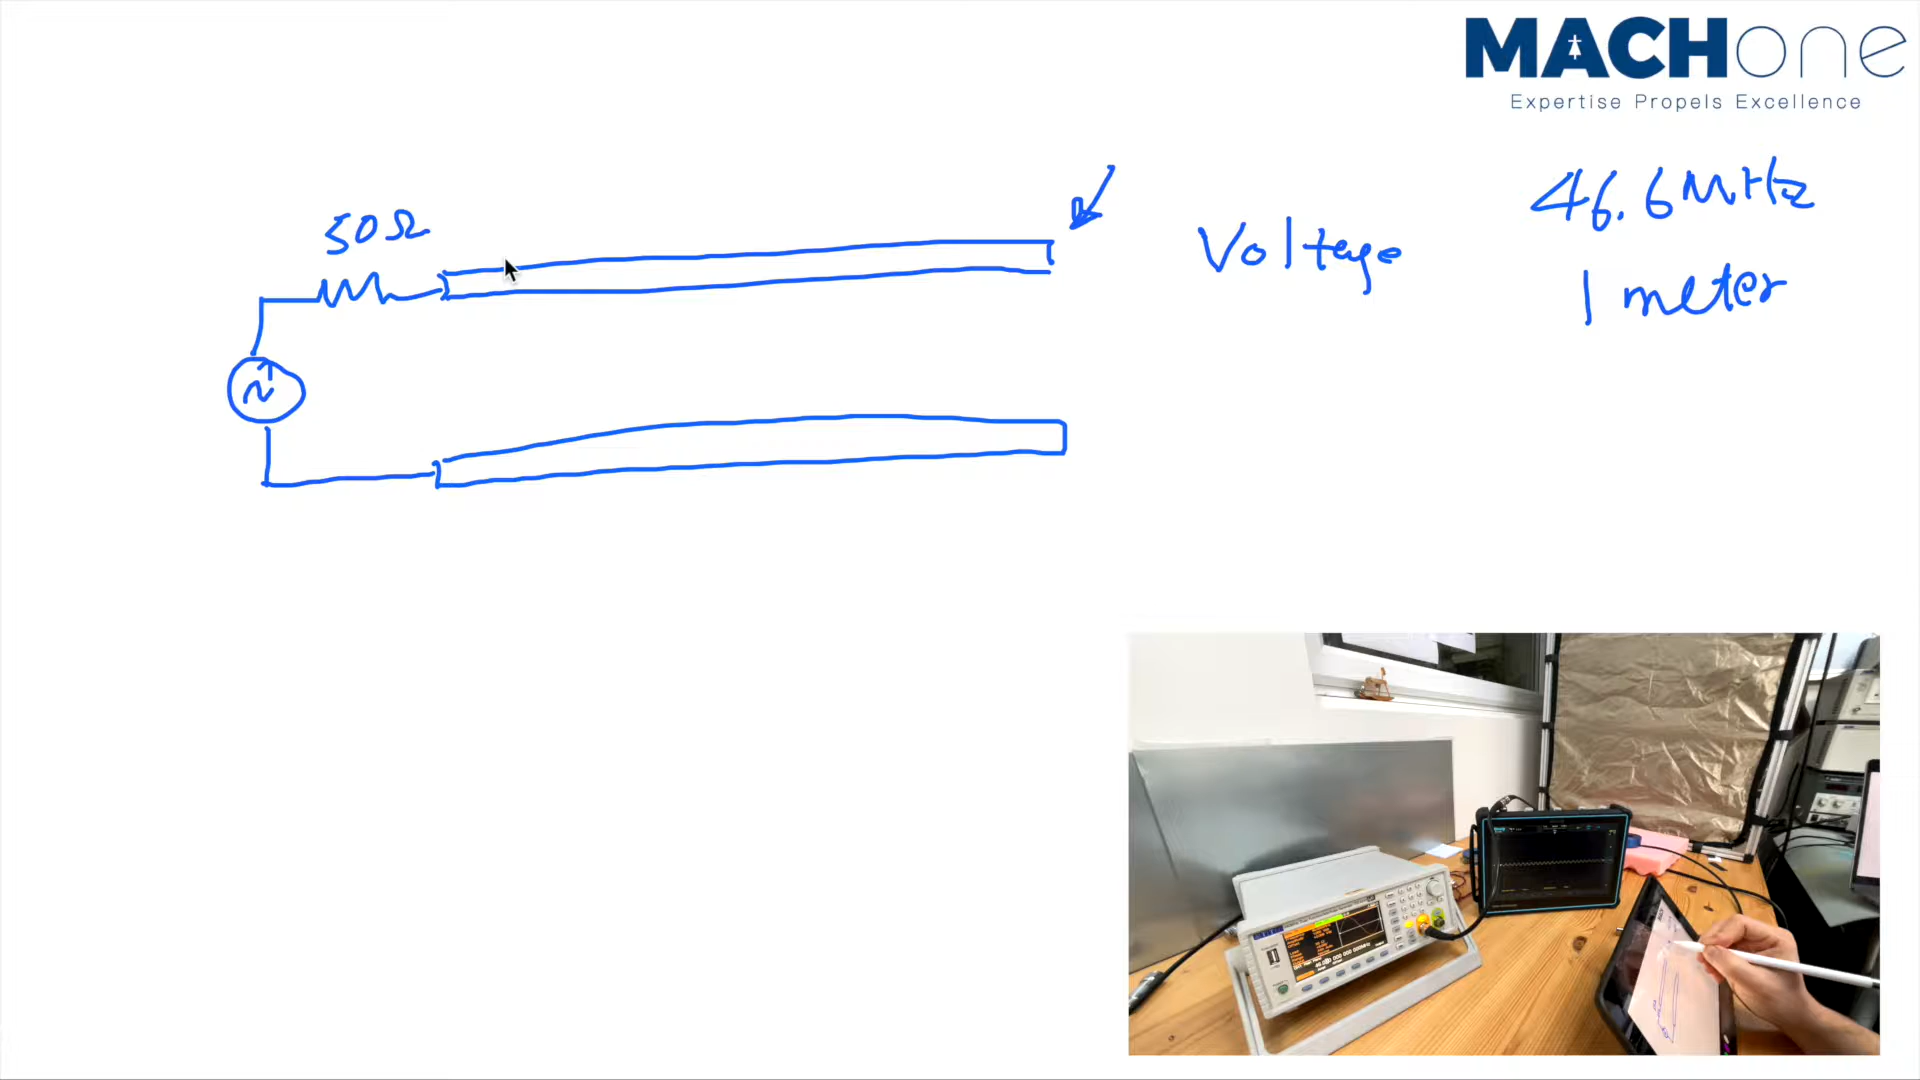 MACHone
Expertise Propels Excellence
46.6MHz
50Ω
Voltage
1 meter